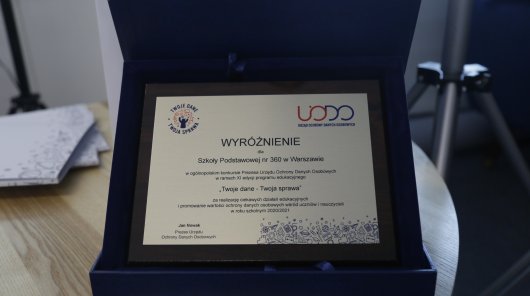 TWOJE DANE
TWOJA SPRAWA
UODO
URZĄD OCHRONY DANYCH OSOBOWYCH
WYRÓŻNIENIE
dla
Szkoły Podstawowej nr 360 w Warszawie
w ogólnopolskim konkursie Prezesa Urzędu Ochrony Danych Osobowych
w ramach XI edycji programu edukacyjnego
„Twoje dane - Twoja sprawa"
za realizację ciekawych działań edukacyjnych
i promowanie wartości ochrony danych osobowych wśród uczniów i nauczycieli
w roku szkolnym 2020/2021
Jan Nowak
Prezes Urzędu
Ochrony Danych Osobowych